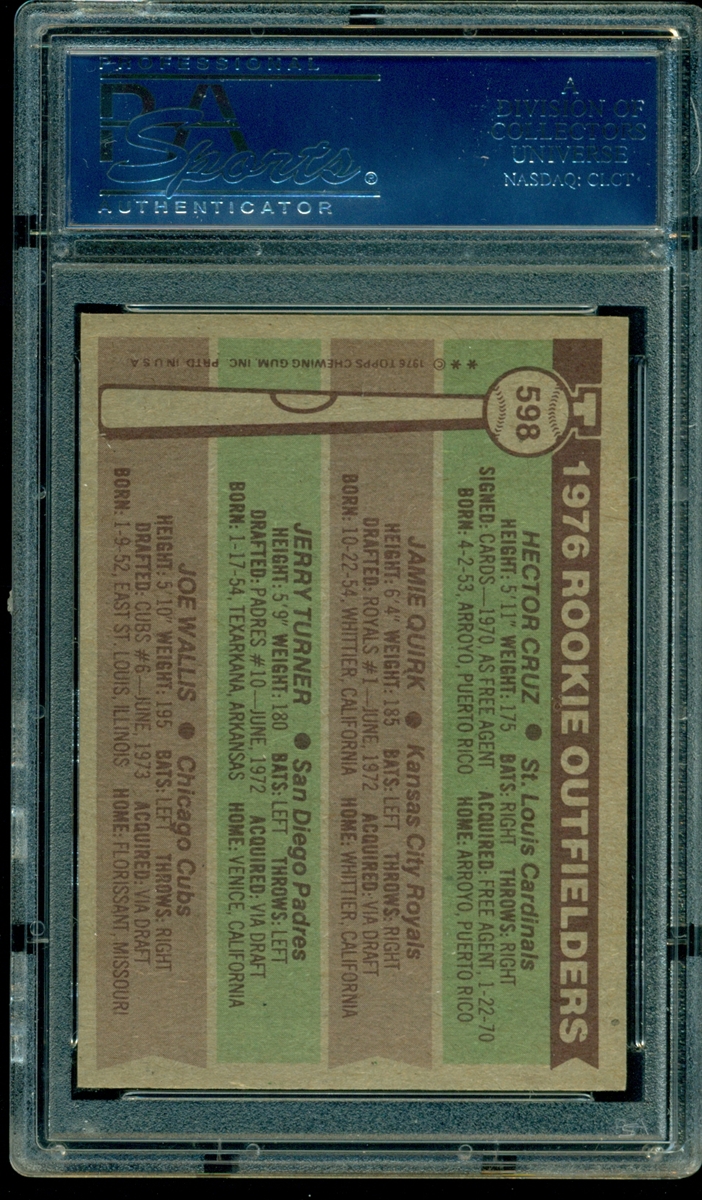 PROFESSIONAL
PSA
Sports®
AUTHENTICATOR
A
DIVISION OF
COLLECTORS
UNIVERSE
NASDAQ: CLCT
598
T
1976 ROOKIE OUTFIELDERS
HECTOR CRUZ ● St. Louis Cardinals
HEIGHT: 5'11" WEIGHT: 175 BATS: RIGHT THROWS: RIGHT
SIGNED: CARDS—1970, AS FREE AGENT ACQUIRED: FREE AGENT, 1-22-70
BORN: 4-2-53, ARROYO, PUERTO RICO HOME: ARROYO, PUERTO RICO
JAMIE QUIRK ● Kansas City Royals
HEIGHT: 6'4" WEIGHT: 185 BATS: LEFT THROWS: RIGHT
DRAFTED: ROYALS #1—JUNE, 1972 ACQUIRED: VIA DRAFT
BORN: 10-22-54, WHITTIER, CALIFORNIA HOME: WHITTIER, CALIFORNIA
JERRY TURNER ● San Diego Padres
HEIGHT: 5'9" WEIGHT: 180 BATS: LEFT THROWS: LEFT
DRAFTED: PADRES #10—JUNE, 1972 ACQUIRED: VIA DRAFT
BORN: 1-17-54, TEXARKANA, ARKANSAS HOME: VENICE, CALIFORNIA
JOE WALLIS ● Chicago Cubs
HEIGHT: 5'10" WEIGHT: 195 BATS: LEFT THROWS: RIGHT
DRAFTED: CUBS #6—JUNE, 1973 ACQUIRED: VIA DRAFT
BORN: 1-9-52, EAST ST. LOUIS, ILLINOIS HOME: FLORISSANT, MISSOURI
** © 1976 TOPPS CHEWING GUM, INC. PRTD. IN U.S.A.